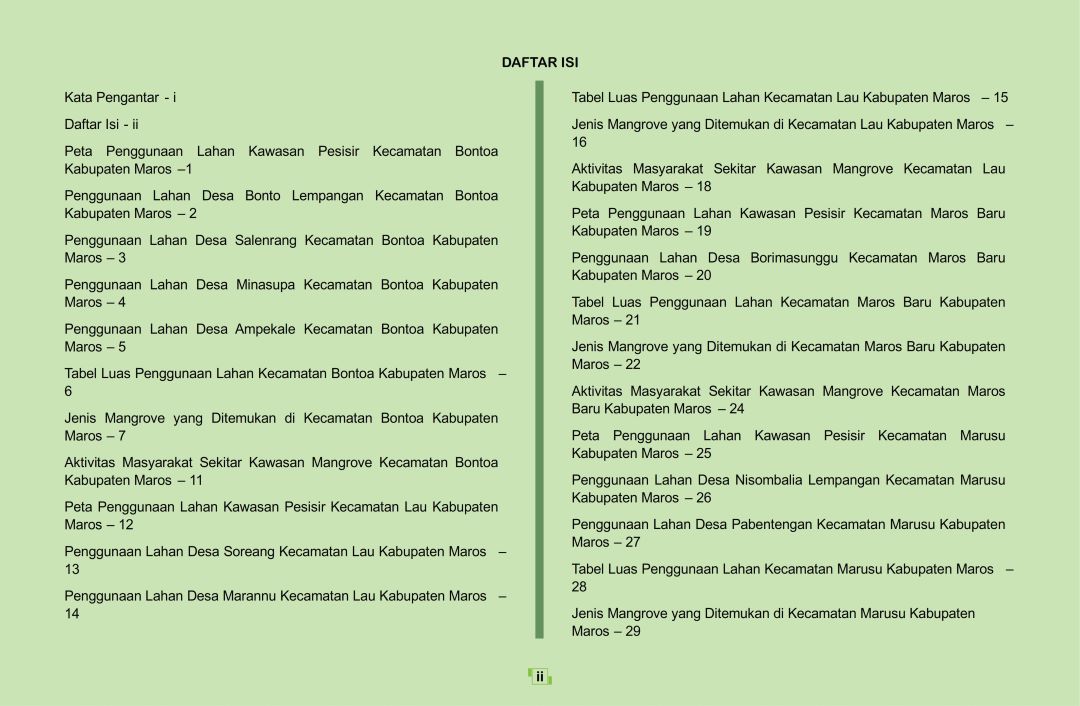 DAFTAR ISI
Kata Pengantar - i
Daftar Isi - ii
Peta Penggunaan Lahan Kawasan Pesisir Kecamatan Bontoa
Kabupaten Maros –1
Penggunaan Lahan Desa Bonto Lempangan Kecamatan Bontoa
Kabupaten Maros – 2
Penggunaan Lahan Desa Salenrang Kecamatan Bontoa Kabupaten
Maros – 3
Penggunaan Lahan Desa Minasupa Kecamatan Bontoa Kabupaten
Maros – 4
Penggunaan Lahan Desa Ampekale Kecamatan Bontoa Kabupaten
Maros – 5
Tabel Luas Penggunaan Lahan Kecamatan Bontoa Kabupaten Maros –
6
Jenis Mangrove yang Ditemukan di Kecamatan Bontoa Kabupaten
Maros – 7
Aktivitas Masyarakat Sekitar Kawasan Mangrove Kecamatan Bontoa
Kabupaten Maros – 11
Peta Penggunaan Lahan Kawasan Pesisir Kecamatan Lau Kabupaten
Maros – 12
Penggunaan Lahan Desa Soreang Kecamatan Lau Kabupaten Maros –
13
Penggunaan Lahan Desa Marannu Kecamatan Lau Kabupaten Maros –
14
Tabel Luas Penggunaan Lahan Kecamatan Lau Kabupaten Maros – 15
Jenis Mangrove yang Ditemukan di Kecamatan Lau Kabupaten Maros –
16
Aktivitas Masyarakat Sekitar Kawasan Mangrove Kecamatan Lau
Kabupaten Maros – 18
Peta Penggunaan Lahan Kawasan Pesisir Kecamatan Maros Baru
Kabupaten Maros – 19
Penggunaan Lahan Desa Borimasunggu Kecamatan Maros Baru
Kabupaten Maros – 20
Tabel Luas Penggunaan Lahan Kecamatan Maros Baru Kabupaten
Maros – 21
Jenis Mangrove yang Ditemukan di Kecamatan Maros Baru Kabupaten
Maros – 22
Aktivitas Masyarakat Sekitar Kawasan Mangrove Kecamatan Maros
Baru Kabupaten Maros – 24
Peta Penggunaan Lahan Kawasan Pesisir Kecamatan Marusu
Kabupaten Maros – 25
Penggunaan Lahan Desa Nisombalia Lempangan Kecamatan Marusu
Kabupaten Maros – 26
Penggunaan Lahan Desa Pabentengan Kecamatan Marusu Kabupaten
Maros – 27
Tabel Luas Penggunaan Lahan Kecamatan Marusu Kabupaten Maros –
28
Jenis Mangrove yang Ditemukan di Kecamatan Marusu Kabupaten
Maros – 29
ii